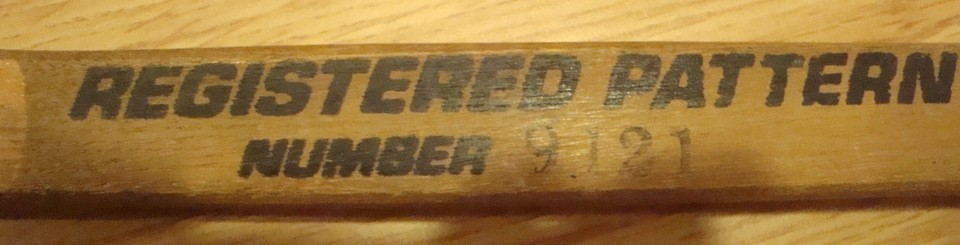 REGISTERED PATTERN
NUMBER 9121